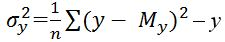 σ_y^2 = 1/n ∑(y − M_y)^2 − y